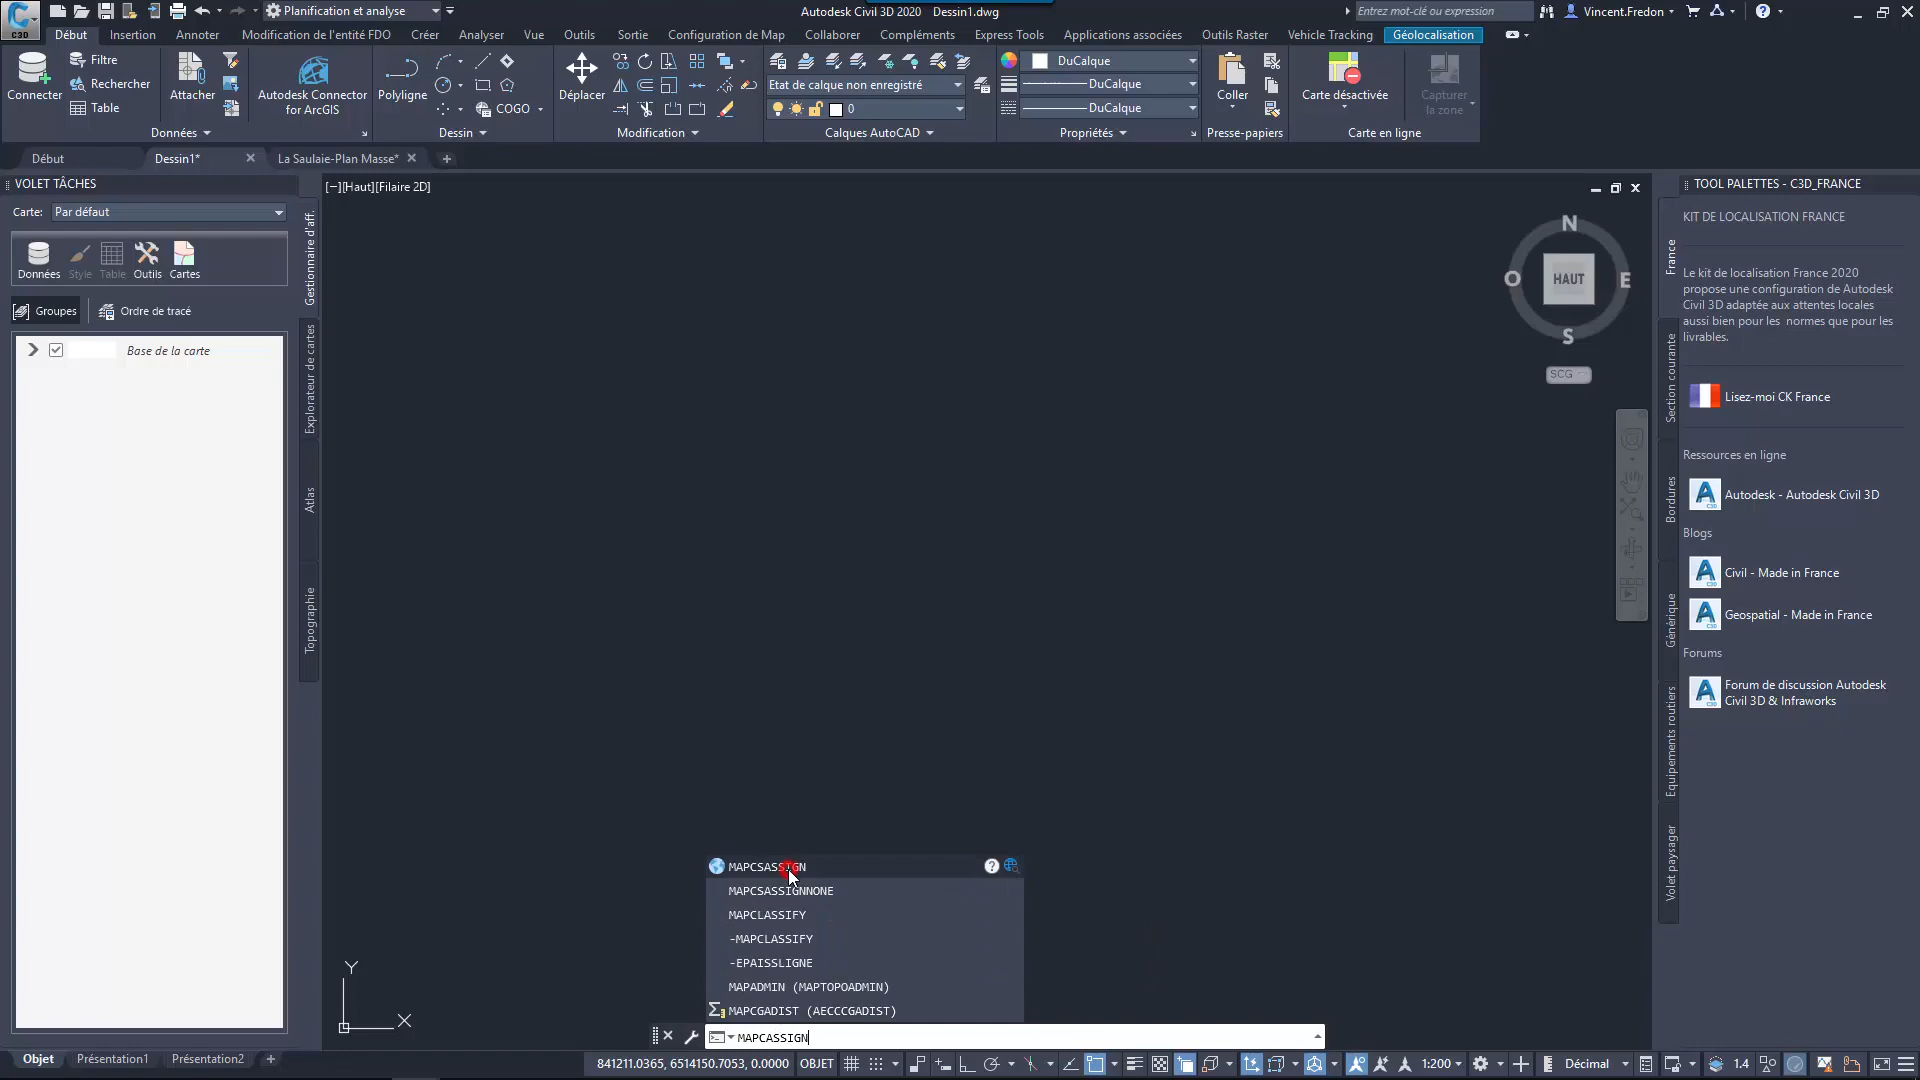 C3D
Planification et analyse
Autodesk Civil 3D 2020 Dessin1.dwg
Entrez mot-clé ou expression
Vincent.Fredon
Début
Insertion
Annoter
Modification de l'entité FDO
Créer
Analyser
Vue
Outils
Sortie
Configuration de Map
Collaborer
Compléments
Express Tools
Applications associées
Outils Raster
Vehicle Tracking
Géolocalisation
Connecter
Filtre
Rechercher
Table
Attacher
Autodesk Connector
for ArcGIS
Polyligne
COGO
Déplacer
Etat de calque non enregistré
0
DuCalque
DuCalque
DuCalque
Coller
Carte désactivée
Capturer
la zone
Données
Dessin
Modification
Calques AutoCAD
Propriétés
Presse-papiers
Carte en ligne
Début
Dessin1*
La Saulaie-Plan Masse*
VOLET TÂCHES
Carte: Par défaut
Données
Style
Table
Outils
Cartes
Groupes
Ordre de tracé
Base de la carte
Gestionnaire d'aff.
Explorateur de cartes
Atlas
Topographie
[−][Haut][Filaire 2D]
N
O
HAUT
E
S
SCG
Y
X
TOOL PALETTES - C3D_FRANCE
KIT DE LOCALISATION FRANCE
Le kit de localisation France 2020
propose une configuration de Autodesk
Civil 3D adaptée aux attentes locales
aussi bien pour les normes que pour les
livrables.
Lisez-moi CK France
Ressources en ligne
Autodesk - Autodesk Civil 3D
Blogs
Civil - Made in France
Geospatial - Made in France
Forums
Forum de discussion Autodesk
Civil 3D & Infraworks
France
Section courante
Bordures
Générique
Equipements routiers
Volet paysager
MAPCSASSIGN
MAPCSASSIGNNONE
MAPCLASSIFY
-MAPCLASSIFY
-EPAISSLIGNE
MAPADMIN (MAPTOPOADMIN)
MAPCGADIST (AECCCGADIST)
MAPCASSIGN
Objet
Présentation1
Présentation2
841211.0365, 6514150.7053, 0.0000
OBJET
1:200
Décimal
1.4